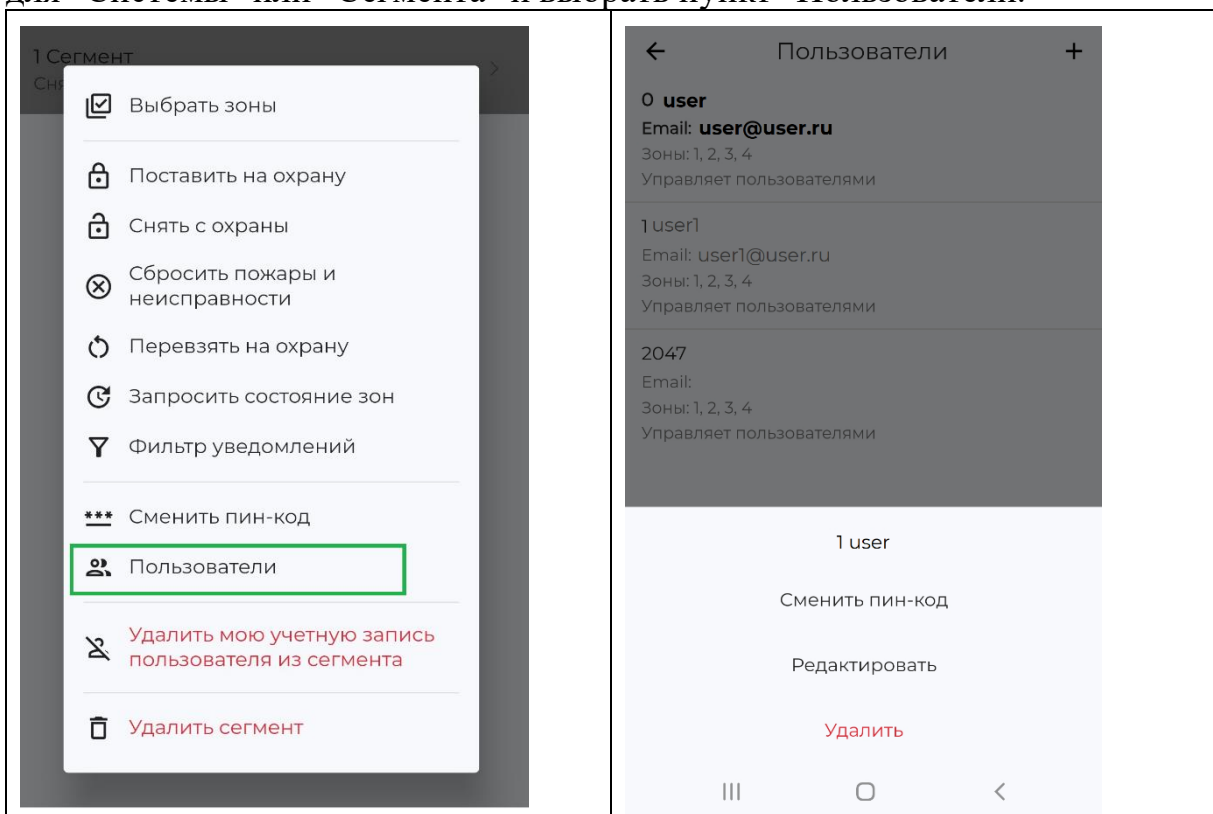 для "Системы" или "Сегмента" и выбрать пункт "Пользователи."
1 Сегмент
Сня
Выбрать зоны
Поставить на охрану
Снять с охраны
Сбросить пожары и
неисправности
Перевзять на охрану
Запросить состояние зон
Фильтр уведомлений
*** Сменить пин-код
Пользователи
Удалить мою учетную запись
пользователя из сегмента
Удалить сегмент
Пользователи +
0 user
Email: user@user.ru
Зоны: 1, 2, 3, 4
Управляет пользователями
1 user1
Email: user1@user.ru
Зоны: 1, 2, 3, 4
Управляет пользователями
2047
Email:
Зоны: 1, 2, 3, 4
Управляет пользователями
1 user
Сменить пин-код
Редактировать
Удалить